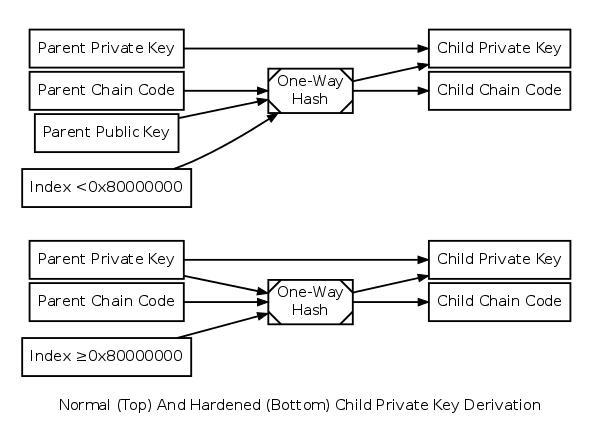 Parent Private Key
Child Private Key
Parent Chain Code
One-Way
Hash
Child Chain Code
Parent Public Key
Index <0x80000000
Parent Private Key
Child Private Key
Parent Chain Code
One-Way
Hash
Child Chain Code
Index ≥0x80000000
Normal (Top) And Hardened (Bottom) Child Private Key Derivation